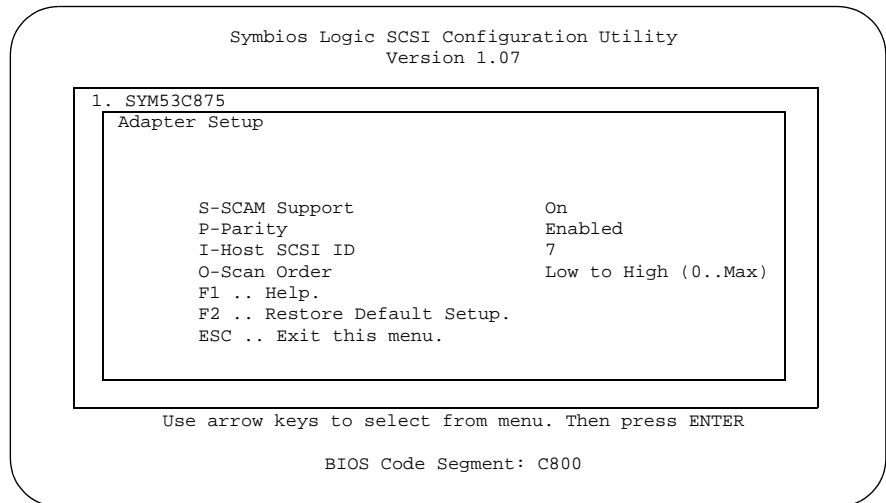 Symbios Logic SCSI Configuration Utility
Version 1.07
1. SYM53C875
Adapter Setup
S-SCAM Support On
P-Parity Enabled
I-Host SCSI ID 7
O-Scan Order Low to High (0..Max)
F1 .. Help.
F2 .. Restore Default Setup.
ESC .. Exit this menu.
Use arrow keys to select from menu. Then press ENTER
BIOS Code Segment: C800